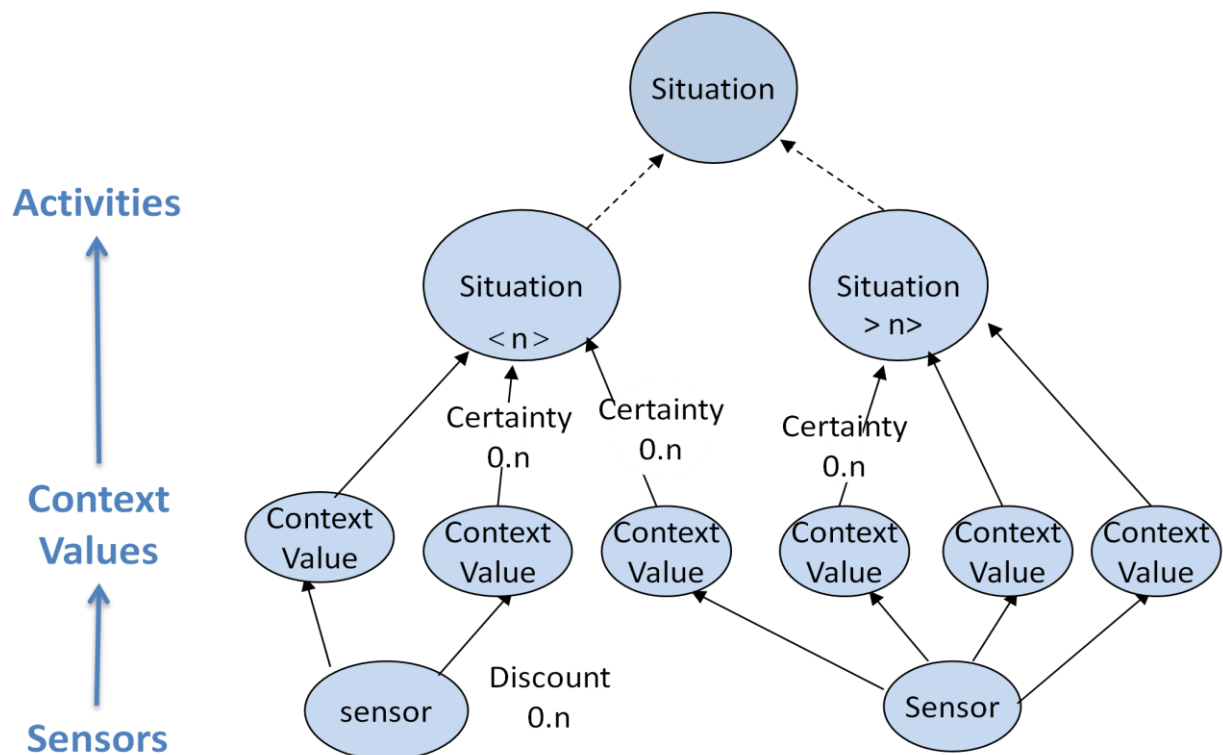 Situation
Activities
Situation
< n >
Situation
> n>
Certainty
0.n
Certainty
0.n
Certainty
0.n
Context
Values
Context
Value
Context
Value
Context
Value
Context
Value
Context
Value
Context
Value
sensor
Discount
0.n
Sensor
Sensors